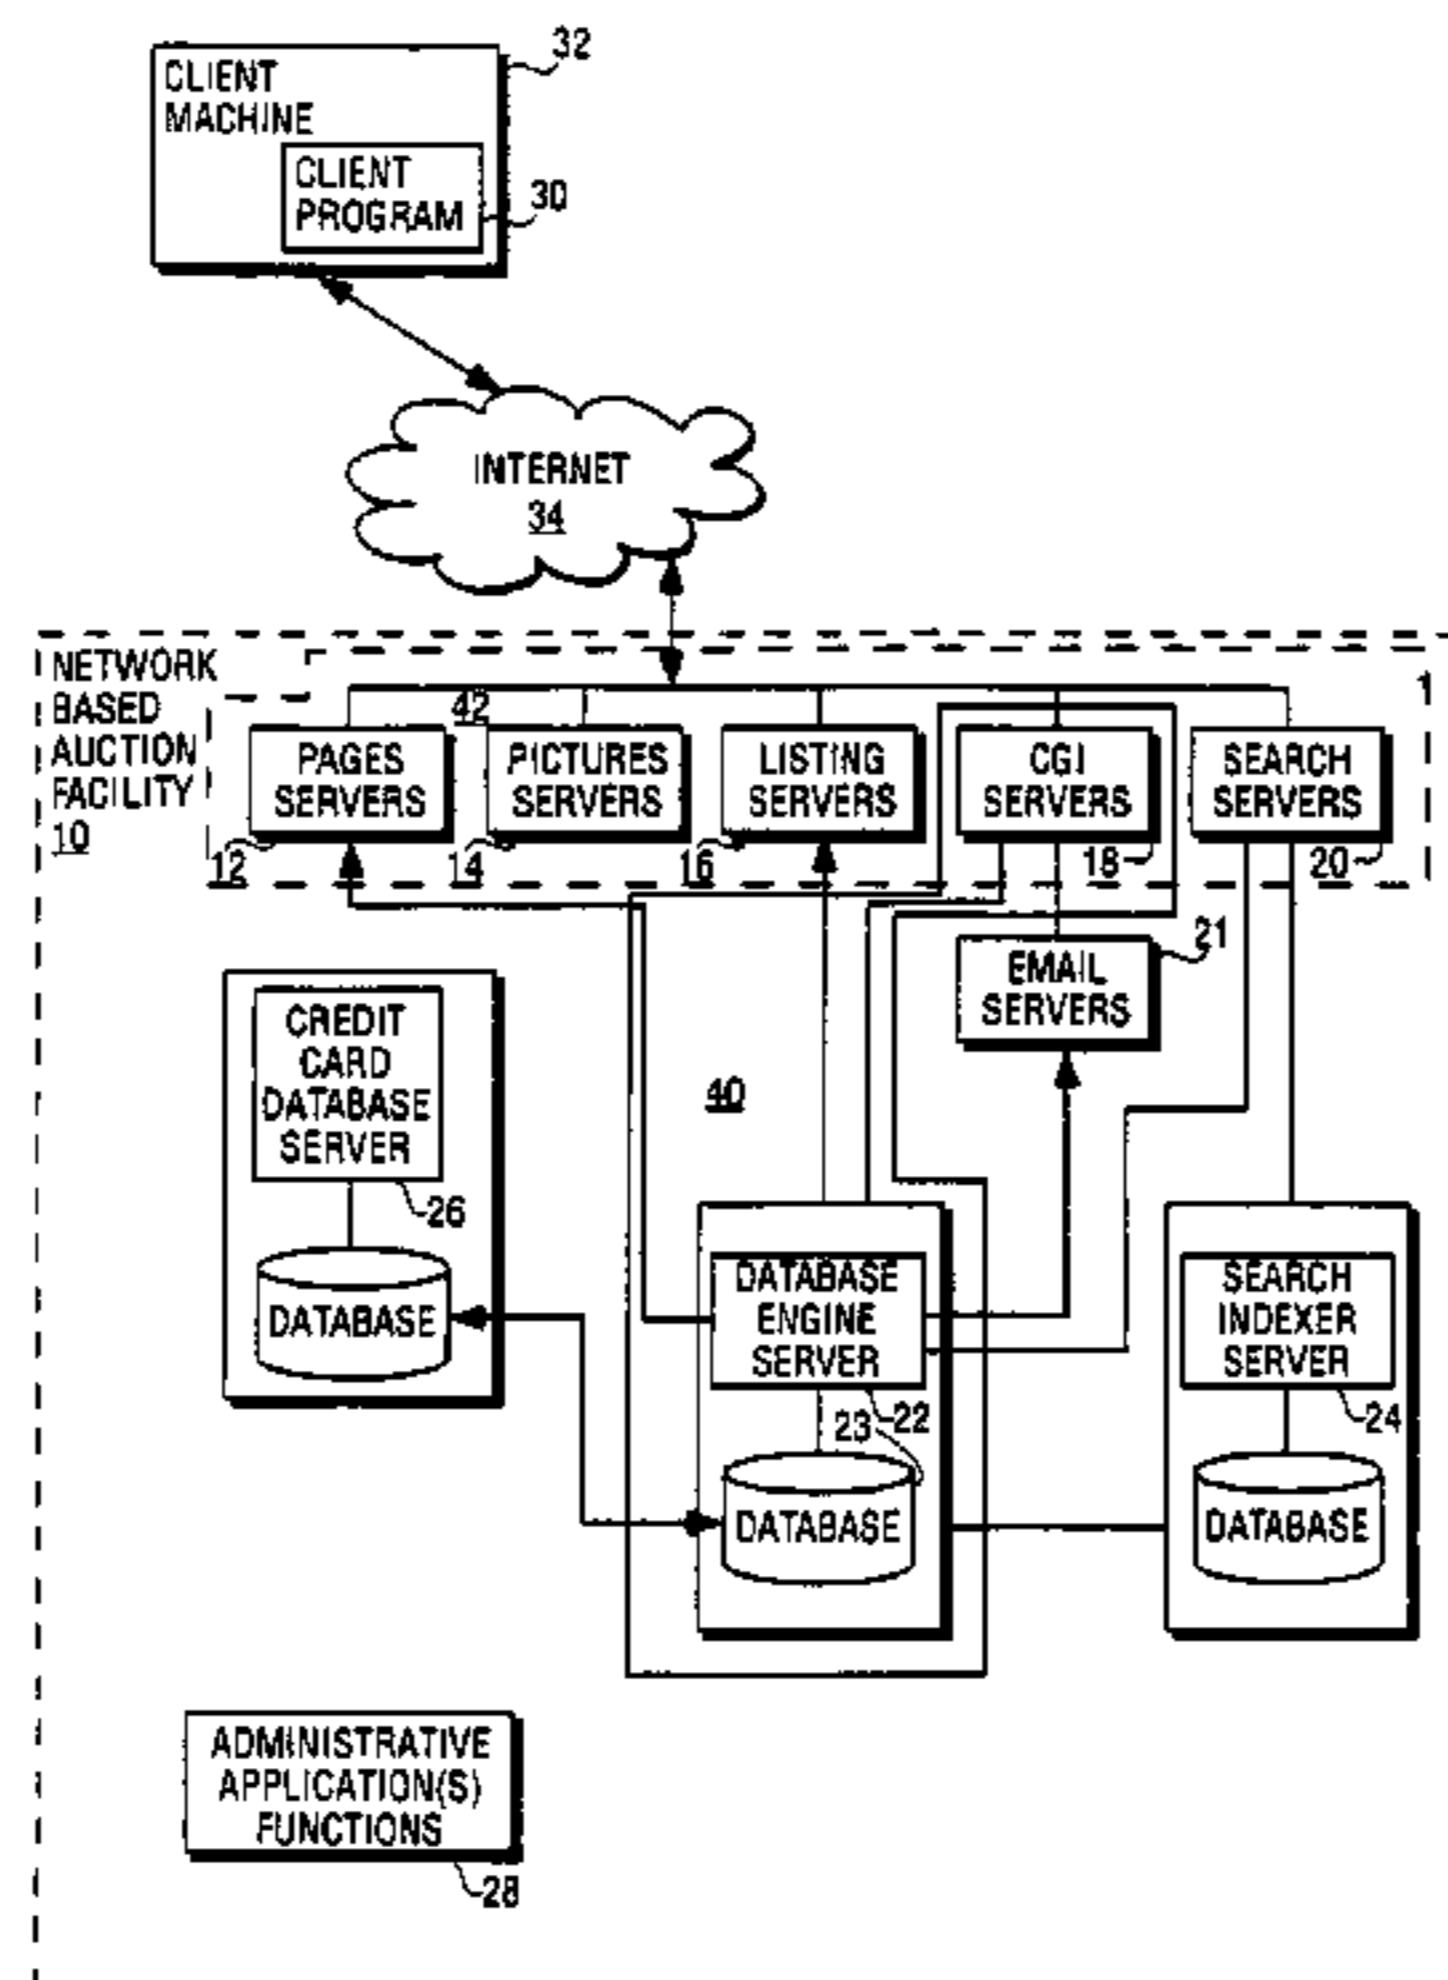 32
CLIENT
MACHINE
CLIENT
PROGRAM
30
INTERNET
34
NETWORK
BASED
AUCTION
FACILITY
10
42
PAGES
SERVERS
12
PICTURES
SERVERS
14
LISTING
SERVERS
16
CGI
SERVERS
18
SEARCH
SERVERS
20
EMAIL
SERVERS
21
CREDIT
CARD
DATABASE
SERVER
26
DATABASE
40
DATABASE
ENGINE
SERVER
22
23
DATABASE
SEARCH
INDEXER
SERVER
24
DATABASE
ADMINISTRATIVE
APPLICATION(S)
FUNCTIONS
28